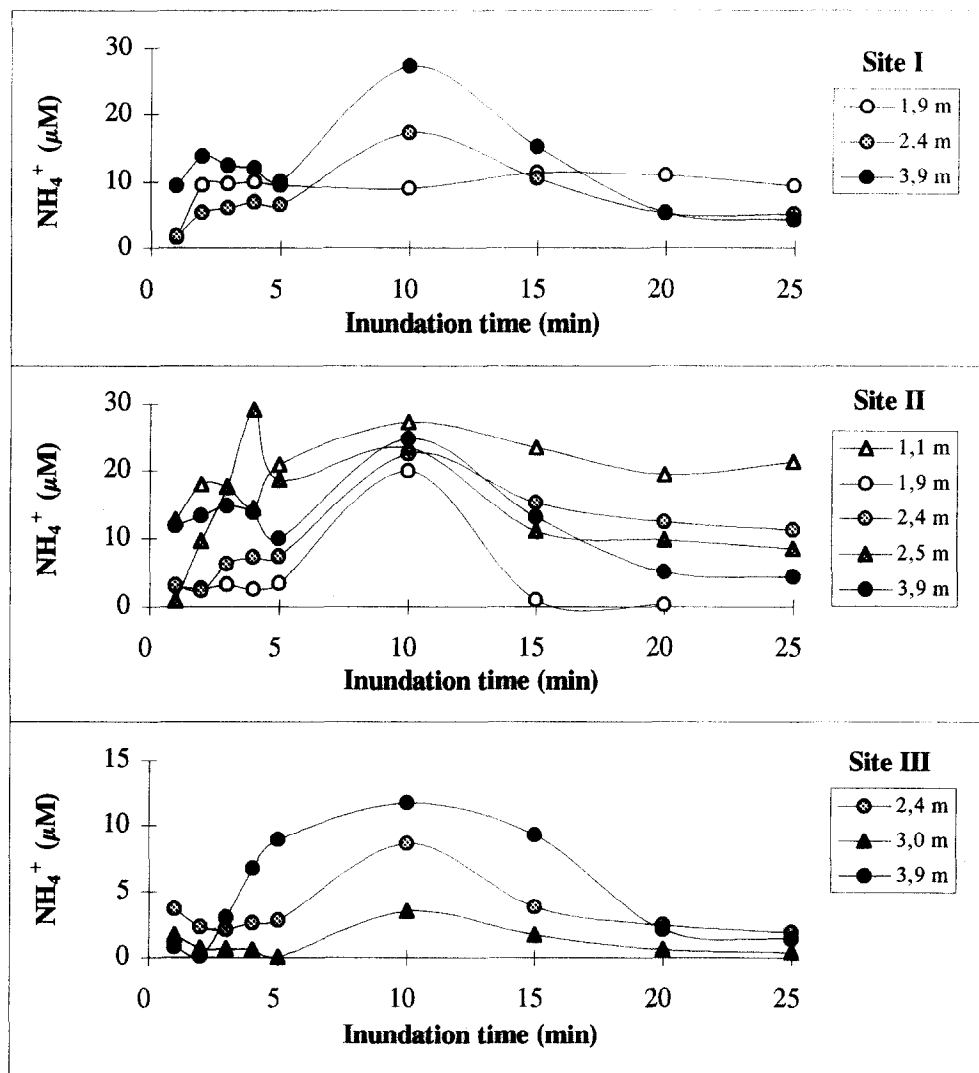 Site I
30
20
10
0
NH₄⁺ (μM)
1,9 m
2,4 m
3,9 m
0 5 10 15 20 25
Inundation time (min)
Site II
30
20
10
0
NH₄⁺ (μM)
1,1 m
1,9 m
2,4 m
2,5 m
3,9 m
0 5 10 15 20 25
Inundation time (min)
Site III
15
10
5
0
NH₄⁺ (μM)
2,4 m
3,0 m
3,9 m
0 5 10 15 20 25
Inundation time (min)